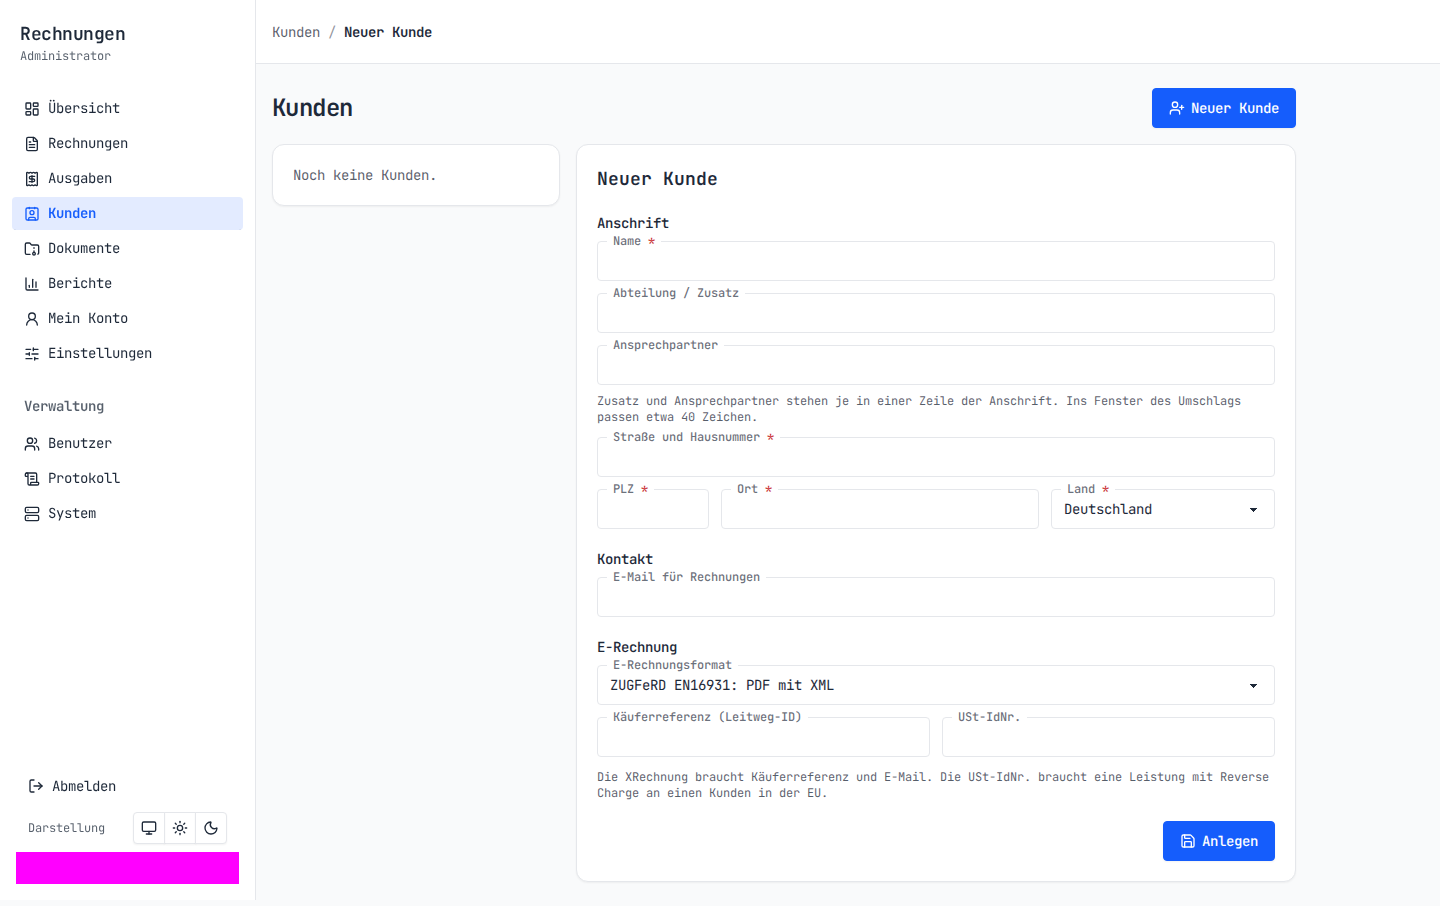 Rechnungen
Administrator
Übersicht
Rechnungen
Ausgaben
Kunden
Dokumente
Berichte
Mein Konto
Einstellungen
Verwaltung
Benutzer
Protokoll
System
Abmelden
Darstellung
Kunden / Neuer Kunde
Kunden
Neuer Kunde
Noch keine Kunden.
Neuer Kunde
Anschrift
Name *
Abteilung / Zusatz
Ansprechpartner
Zusatz und Ansprechpartner stehen je in einer Zeile der Anschrift. Ins Fenster des Umschlags
passen etwa 40 Zeichen.
Straße und Hausnummer *
PLZ * Ort * Land *
Deutschland
Kontakt
E-Mail für Rechnungen
E-Rechnung
E-Rechnungsformat
ZUGFeRD EN16931: PDF mit XML
Käuferreferenz (Leitweg-ID) USt-IdNr.
Die XRechnung braucht Käuferreferenz und E-Mail. Die USt-IdNr. braucht eine Leistung mit Reverse
Charge an einen Kunden in der EU.
Anlegen